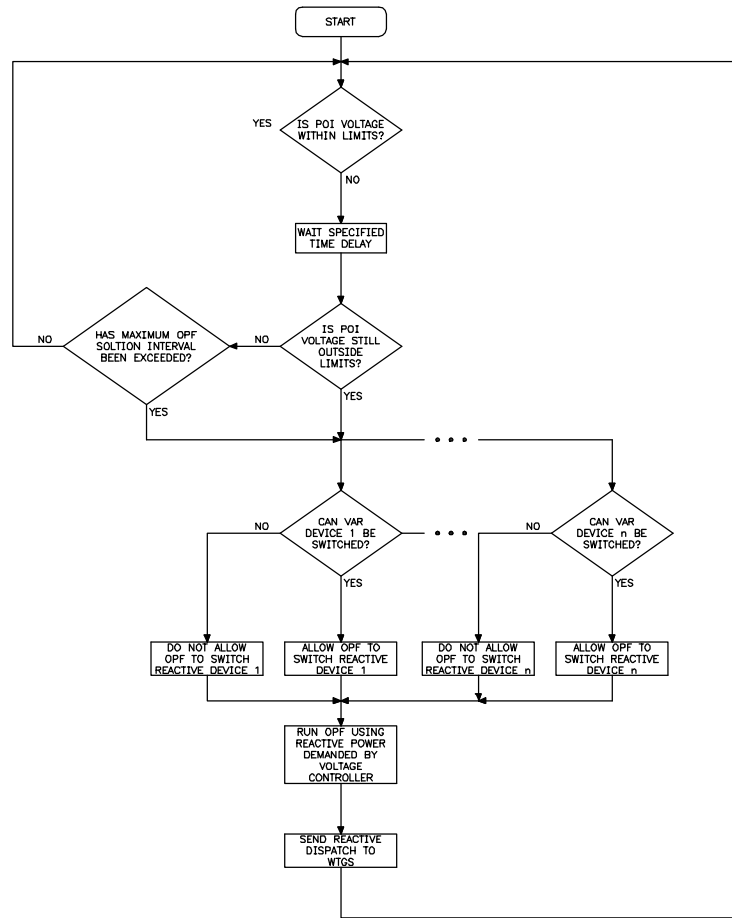 START
YES
IS POI VOLTAGE
WITHIN LIMITS?
NO
WAIT SPECIFIED
TIME DELAY
NO
HAS MAXIMUM OPF
SOLTION INTERVAL
BEEN EXCEEDED?
NO
IS POI
VOLTAGE STILL
OUTSIDE
LIMITS?
YES
YES
NO
CAN VAR
DEVICE 1 BE
SWITCHED?
NO
CAN VAR
DEVICE n BE
SWITCHED?
YES
YES
DO NOT ALLOW
OPF TO SWITCH
REACTIVE DEVICE 1
ALLOW OPF TO
SWITCH REACTIVE
DEVICE 1
DO NOT ALLOW
OPF TO SWITCH
REACTIVE DEVICE n
ALLOW OPF TO
SWITCH REACTIVE
DEVICE n
RUN OPF USING
REACTIVE POWER
DEMANDED BY
VOLTAGE
CONTROLLER
SEND REACTIVE
DISPATCH TO
WTGS